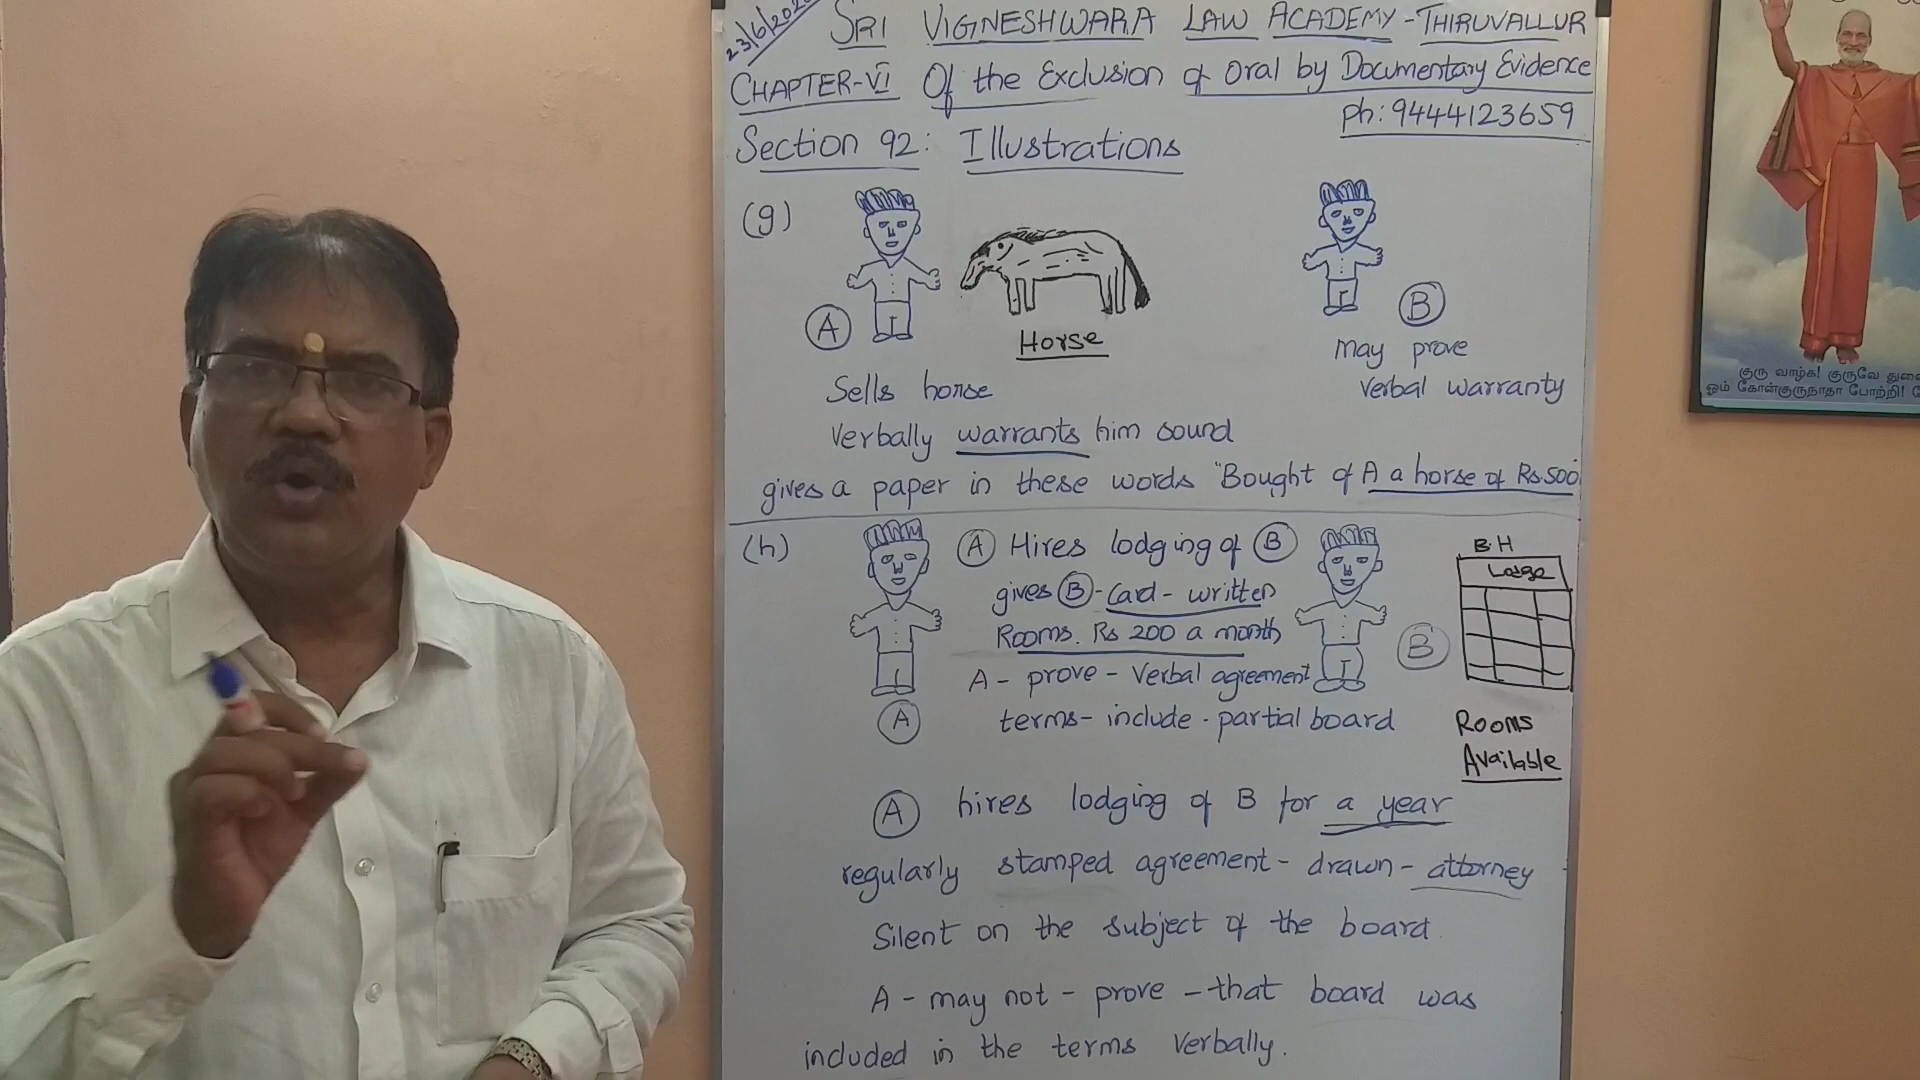 23/6/2020
SRI VIGNESHWARA LAW ACADEMY - THIRUVALLUR
CHAPTER-VI Of the Exclusion of Oral by Documentary Evidence
Ph: 9444123659
Section 92: Illustrations
(g)
A
Horse
B
May prove
Verbal warranty
Sells horse
Verbally warrants him sound
gives a paper in these words "Bought of A a horse of Rs.500
(h)
A Hires lodging of B
gives B - Card - written
Rooms. Rs 200 a month
A - prove - Verbal agreement
terms - include - partial board
A
B
B.H
Lodge
Rooms
Available
A hires lodging of B for a year
regularly stamped agreement - drawn - attorney
Silent on the subject of the board
A - may not - prove - that board was
included in the terms Verbally.
குரு வாழ்க! குருவே
ஓம் கோள்குருநாதா போற்றி!